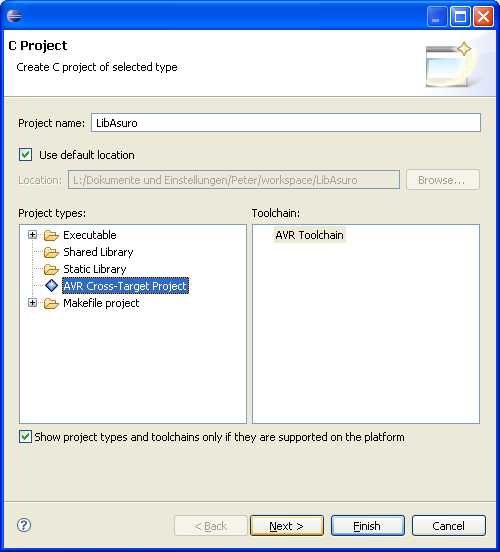 C Project
Create C project of selected type
Project name: LibAsuro
Use default location
Location: L:/Dokumente und Einstellungen/Peter/workspace/LibAsuro Browse...
Project types: Toolchain:
Executable AVR Toolchain
Shared Library
Static Library
AVR Cross-Target Project
Makefile project
Show project types and toolchains only if they are supported on the platform
? < Back Next > Finish Cancel